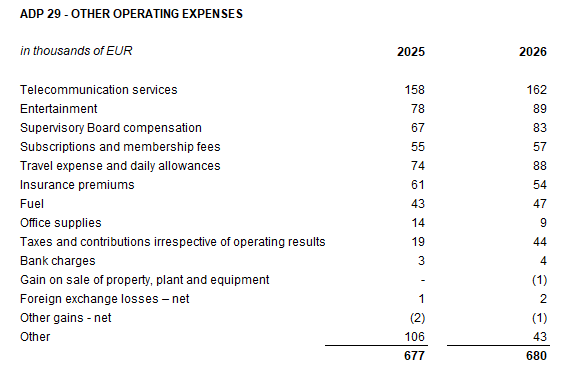 ADP 29 - OTHER OPERATING EXPENSES
in thousands of EUR 2025 2026
Telecommunication services 158 162
Entertainment 78 89
Supervisory Board compensation 67 83
Subscriptions and membership fees 55 57
Travel expense and daily allowances 74 88
Insurance premiums 61 54
Fuel 43 47
Office supplies 14 9
Taxes and contributions irrespective of operating results 19 44
Bank charges 3 4
Gain on sale of property, plant and equipment - (1)
Foreign exchange losses – net 1 2
Other gains - net (2) (1)
Other 106 43
677 680